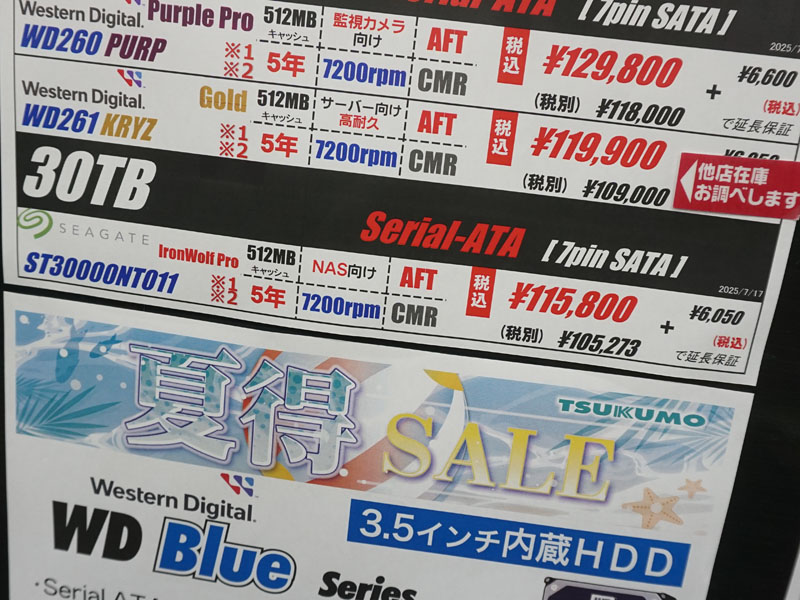 Serial-ATA [7pin SATA]
2025/7/1
Western Digital. Purple Pro 512MB キャッシュ 監視カメラ向け AFT 税込 ¥129,800 + ¥6,600 (税込)
WD260 PURP ※1 ※2 5年 7200rpm CMR (税別) ¥118,000 で延長保証
Western Digital. Gold 512MB キャッシュ サーバー向け 高耐久 AFT 税込 ¥119,900
WD261 KRYZ ※1 ※2 5年 7200rpm CMR (税別) ¥109,000
他店在庫
お調べします
30TB
Serial-ATA [7pin SATA]
2025/7/17
SEAGATE IronWolf Pro 512MB キャッシュ NAS向け AFT 税込 ¥115,800 + ¥6,050 (税込)
ST30000NT011 ※1 ※2 5年 7200rpm CMR (税別) ¥105,273 で延長保証
夏得 SALE
TSUKUMO
Western Digital.
WD Blue Series
3.5インチ内蔵HDD